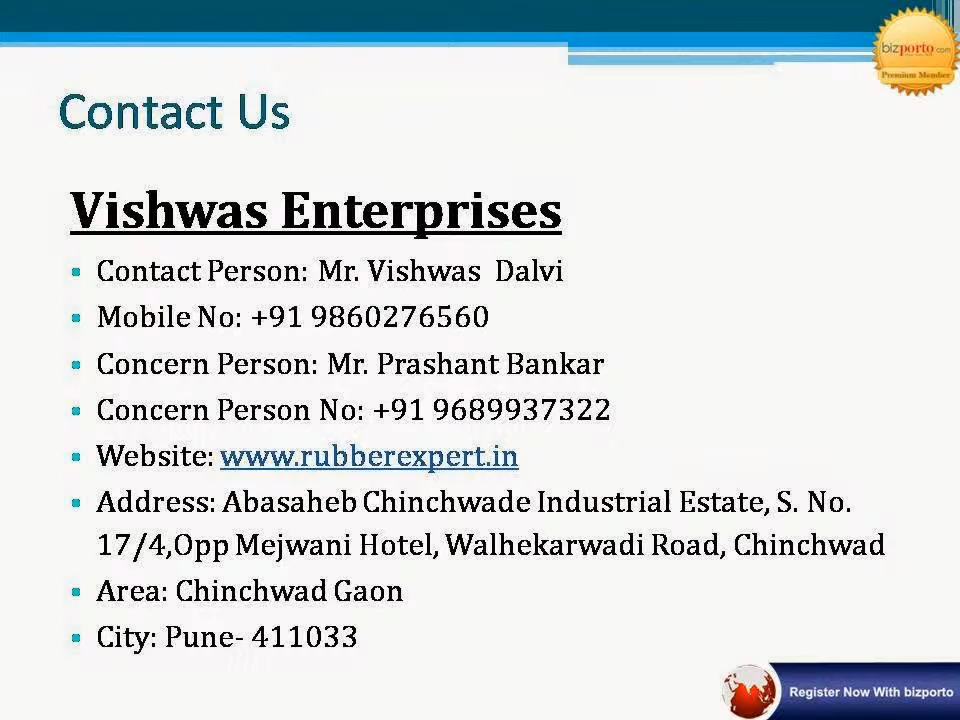 bizporto.com
Premium Member
Contact Us
Vishwas Enterprises
Contact Person: Mr. Vishwas Dalvi
Mobile No: +91 9860276560
Concern Person: Mr. Prashant Bankar
Concern Person No: +91 9689937322
Website: www.rubberexpert.in
Address: Abasaheb Chinchwade Industrial Estate, S. No.
17/4,Opp Mejwani Hotel, Walhekarwadi Road, Chinchwad
Area: Chinchwad Gaon
City: Pune- 411033
Register Now With bizporto